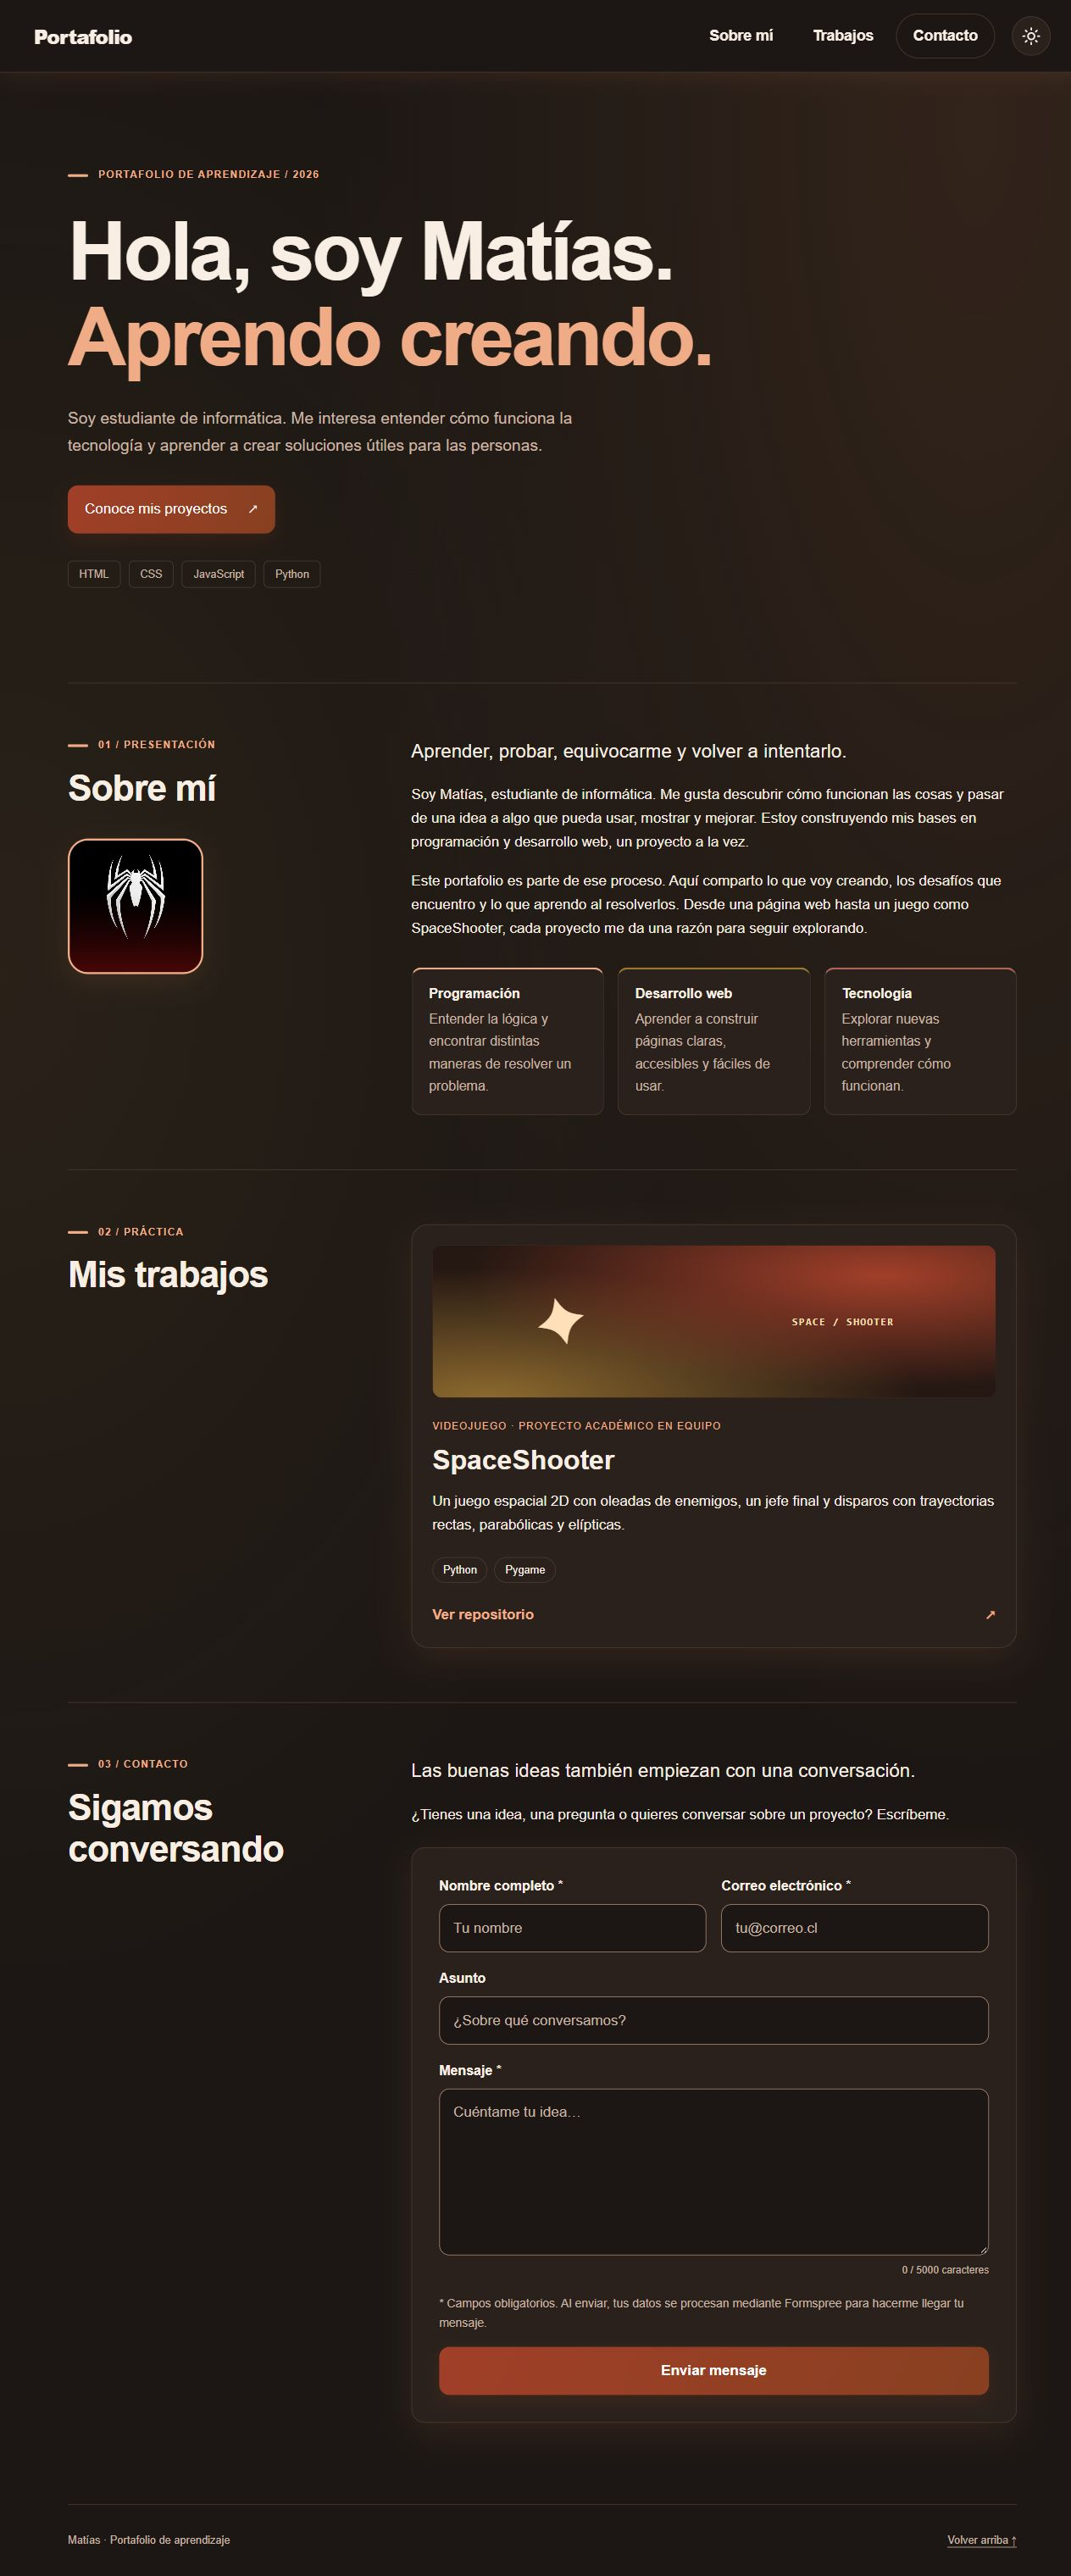 Portafolio
Sobre mí
Trabajos
Contacto
PORTAFOLIO DE APRENDIZAJE / 2026
Hola, soy Matías.
Aprendo creando.
Soy estudiante de informática. Me interesa entender cómo funciona la
tecnología y aprender a crear soluciones útiles para las personas.
Conoce mis proyectos ↗
HTML
CSS
JavaScript
Python
01 / PRESENTACIÓN
Sobre mí
Aprender, probar, equivocarme y volver a intentarlo.
Soy Matías, estudiante de informática. Me gusta descubrir cómo funcionan las cosas y pasar
de una idea a algo que pueda usar, mostrar y mejorar. Estoy construyendo mis bases en
programación y desarrollo web, un proyecto a la vez.
Este portafolio es parte de ese proceso. Aquí comparto lo que voy creando, los desafíos que
encuentro y lo que aprendo al resolverlos. Desde una página web hasta un juego como
SpaceShooter, cada proyecto me da una razón para seguir explorando.
Programación
Entender la lógica y
encontrar distintas
maneras de resolver un
problema.
Desarrollo web
Aprender a construir
páginas claras,
accesibles y fáciles de
usar.
Tecnología
Explorar nuevas
herramientas y
comprender cómo
funcionan.
02 / PRÁCTICA
Mis trabajos
SPACE / SHOOTER
VIDEOJUEGO · PROYECTO ACADÉMICO EN EQUIPO
SpaceShooter
Un juego espacial 2D con oleadas de enemigos, un jefe final y disparos con trayectorias
rectas, parabólicas y elípticas.
Python
Pygame
Ver repositorio ↗
03 / CONTACTO
Sigamos
conversando
Las buenas ideas también empiezan con una conversación.
¿Tienes una idea, una pregunta o quieres conversar sobre un proyecto? Escríbeme.
Nombre completo *
Tu nombre
Correo electrónico *
tu@correo.cl
Asunto
¿Sobre qué conversamos?
Mensaje *
Cuéntame tu idea…
0 / 5000 caracteres
* Campos obligatorios. Al enviar, tus datos se procesan mediante Formspree para hacerme llegar tu
mensaje.
Enviar mensaje
Matías · Portafolio de aprendizaje
Volver arriba ↑